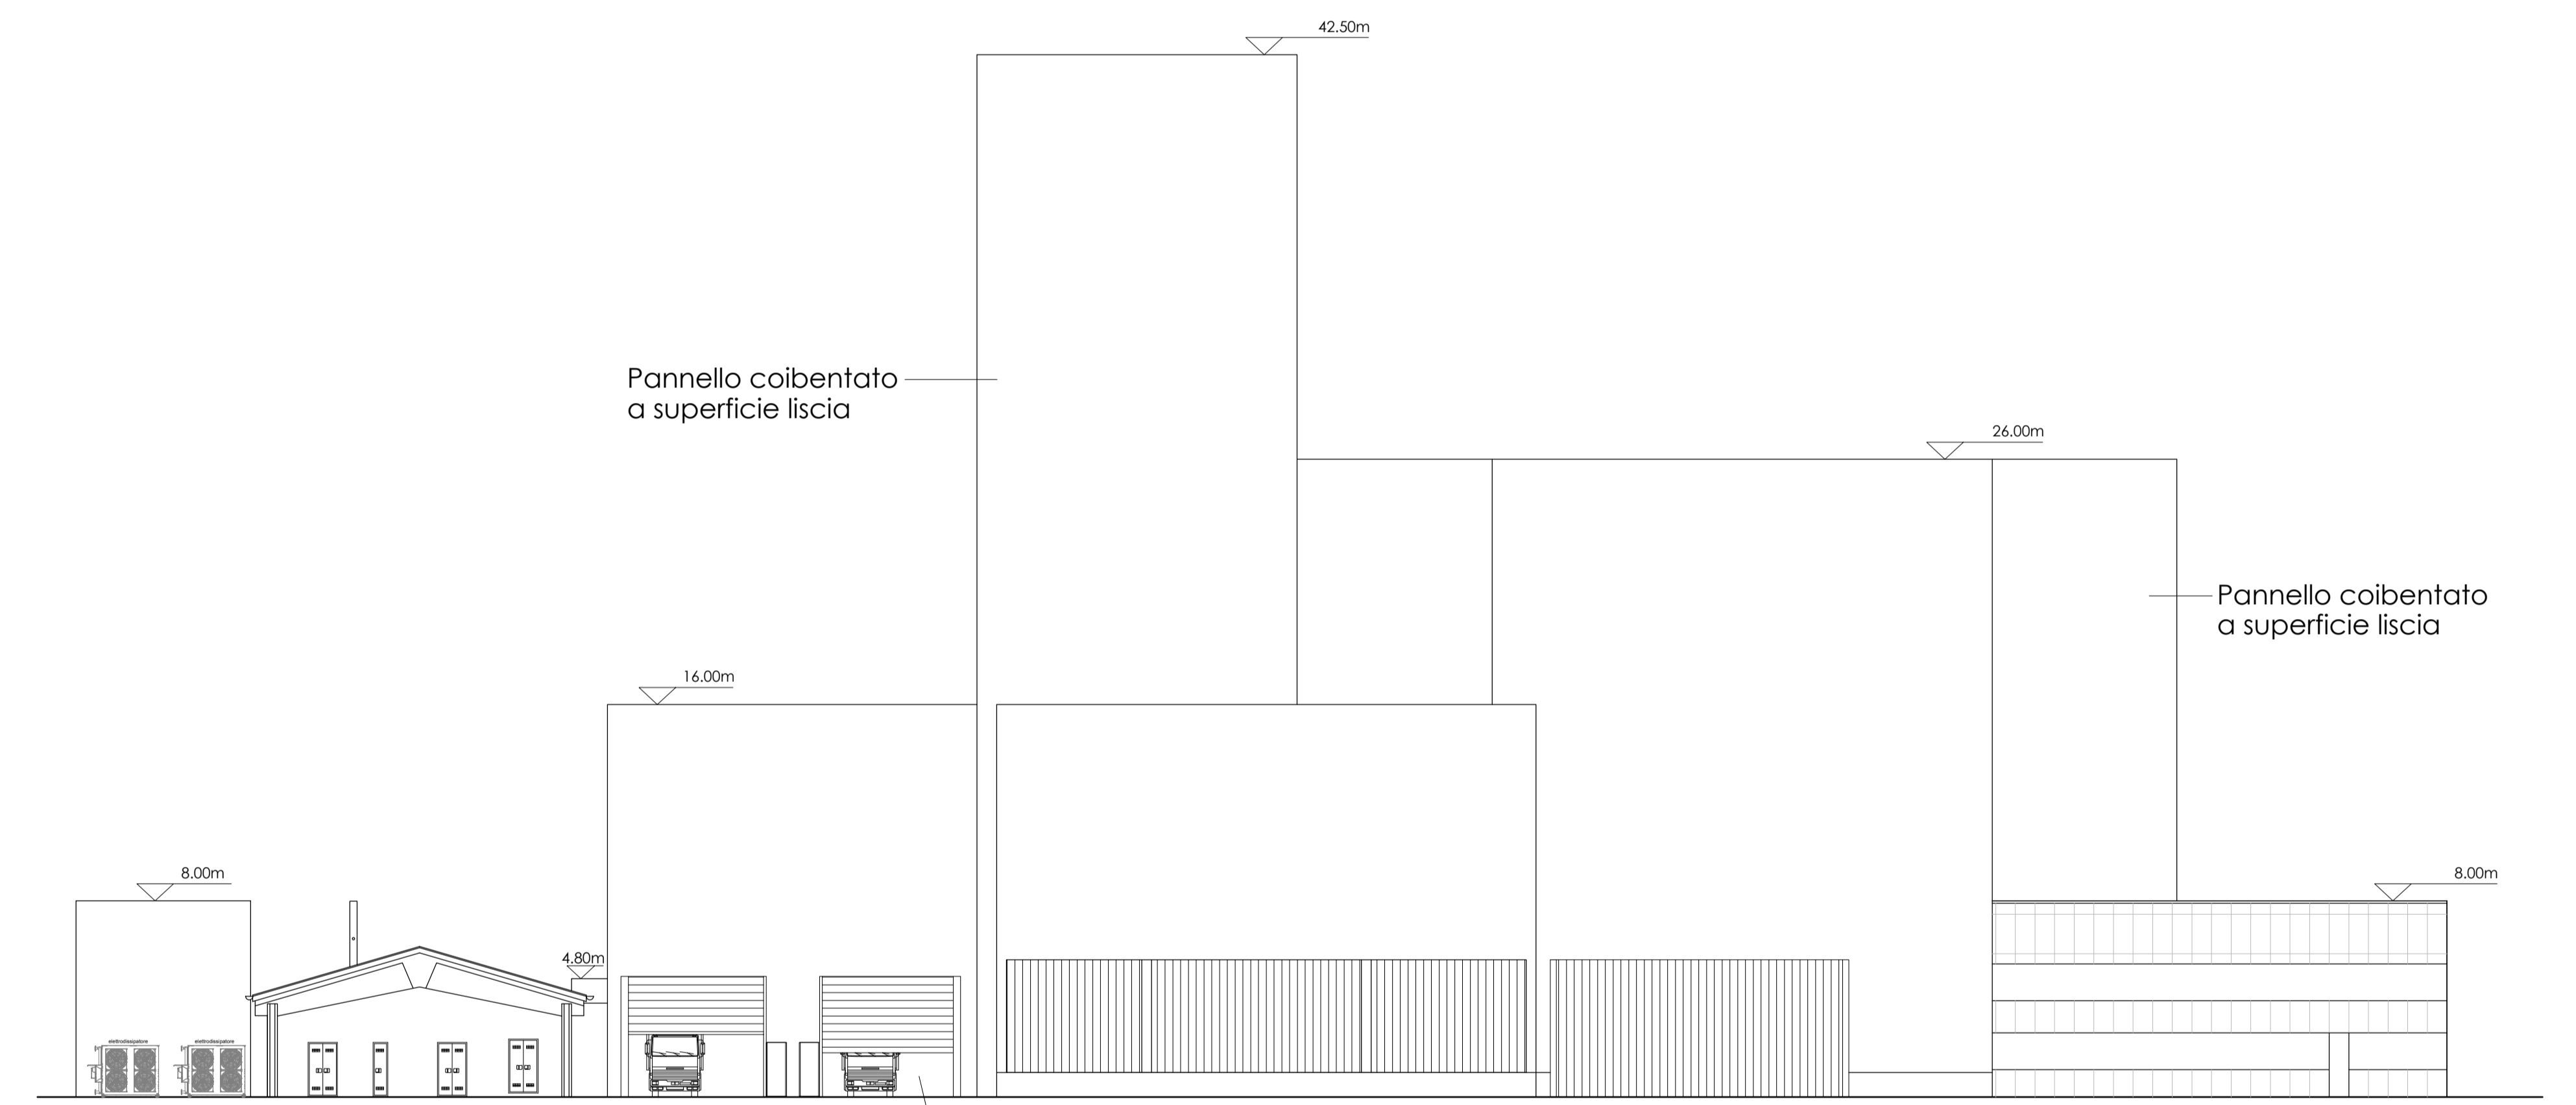 42.50m
Pannello coibentato
a superficie liscia
26.00m
Pannello coibentato
a superficie liscia
16.00m
8.00m
8.00m
4.80m
elettrodissipatore
elettrodissipatore